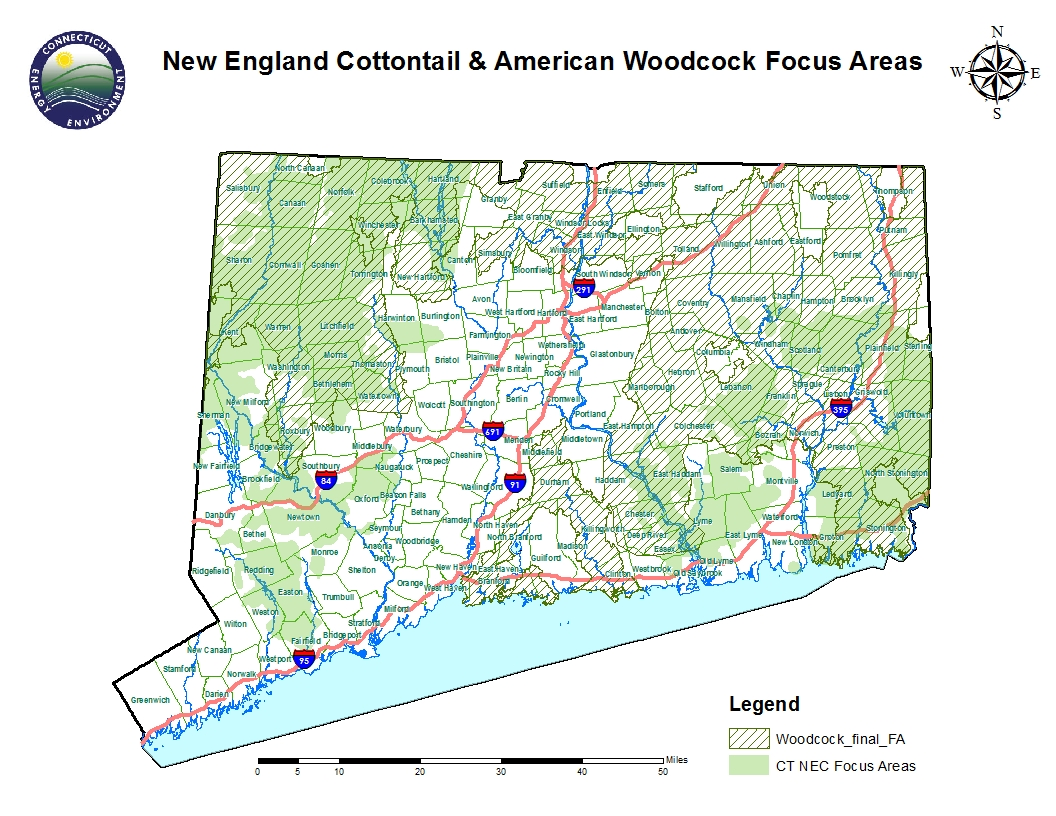 New England Cottontail & American Woodcock Focus Areas
CONNECTICUT
ENERGY
ENVIRONMENT
N
W
E
S
North Canaan
Colebrook
Hartland
Salisbury
Norfolk
Canaan
Granby
Suffield
Enfield
Somers
Stafford
Union
Woodstock
Thompson
Winchester
Barkhamsted
East Granby
Windsor Locks
East Windsor
Ellington
Putnam
Sharon
Cornwall
Goshen
Torrington
New Hartford
Canton
Simsbury
Bloomfield
Windsor
South Windsor
Vernon
Tolland
Willington
Ashford
Eastford
Pomfret
Killingly
291
Avon
Harwinton
Burlington
West Hartford
Hartford
East Hartford
Manchester
Bolton
Coventry
Mansfield
Chaplin
Hampton
Brooklyn
Kent
Warren
Litchfield
Farmington
Wethersfield
Glastonbury
Andover
Columbia
Windham
Scotland
Plainfield
Sterling
Washington
Morris
Thomaston
Plymouth
Bristol
Plainville
New Britain
Newington
Rocky Hill
Hebron
Canterbury
Bethlehem
Watertown
Wolcott
Southington
Berlin
Cromwell
Marlborough
Lebanon
Franklin
Sprague
Lisbon
Griswold
Voluntown
395
New Milford
Sherman
Roxbury
Woodbury
Waterbury
Middlebury
691
Meriden
Middletown
Portland
East Hampton
Colchester
Bozrah
Norwich
Preston
Bridgewater
New Fairfield
Brookfield
Southbury
84
Naugatuck
Prospect
Cheshire
Middlefield
91
Wallingford
Durham
Haddam
East Haddam
Salem
Montville
North Stonington
Ledyard
Danbury
Newtown
Oxford
Beacon Falls
Bethany
Hamden
North Haven
North Branford
Killingworth
Chester
Deep River
Lyme
Waterford
East Lyme
New London
Groton
Stonington
Bethel
Monroe
Seymour
Ansonia
Derby
Woodbridge
Guilford
Madison
Essex
Ridgefield
Redding
Shelton
Orange
New Haven
East Haven
Branford
West Haven
Clinton
Westbrook
Old Saybrook
Old Lyme
Easton
Trumbull
Milford
Weston
Wilton
Stratford
Bridgeport
Fairfield
New Canaan
Westport
95
Stamford
Norwalk
Darien
Greenwich
Legend
Woodcock_final_FA
CT NEC Focus Areas
Miles
0 5 10 20 30 40 50